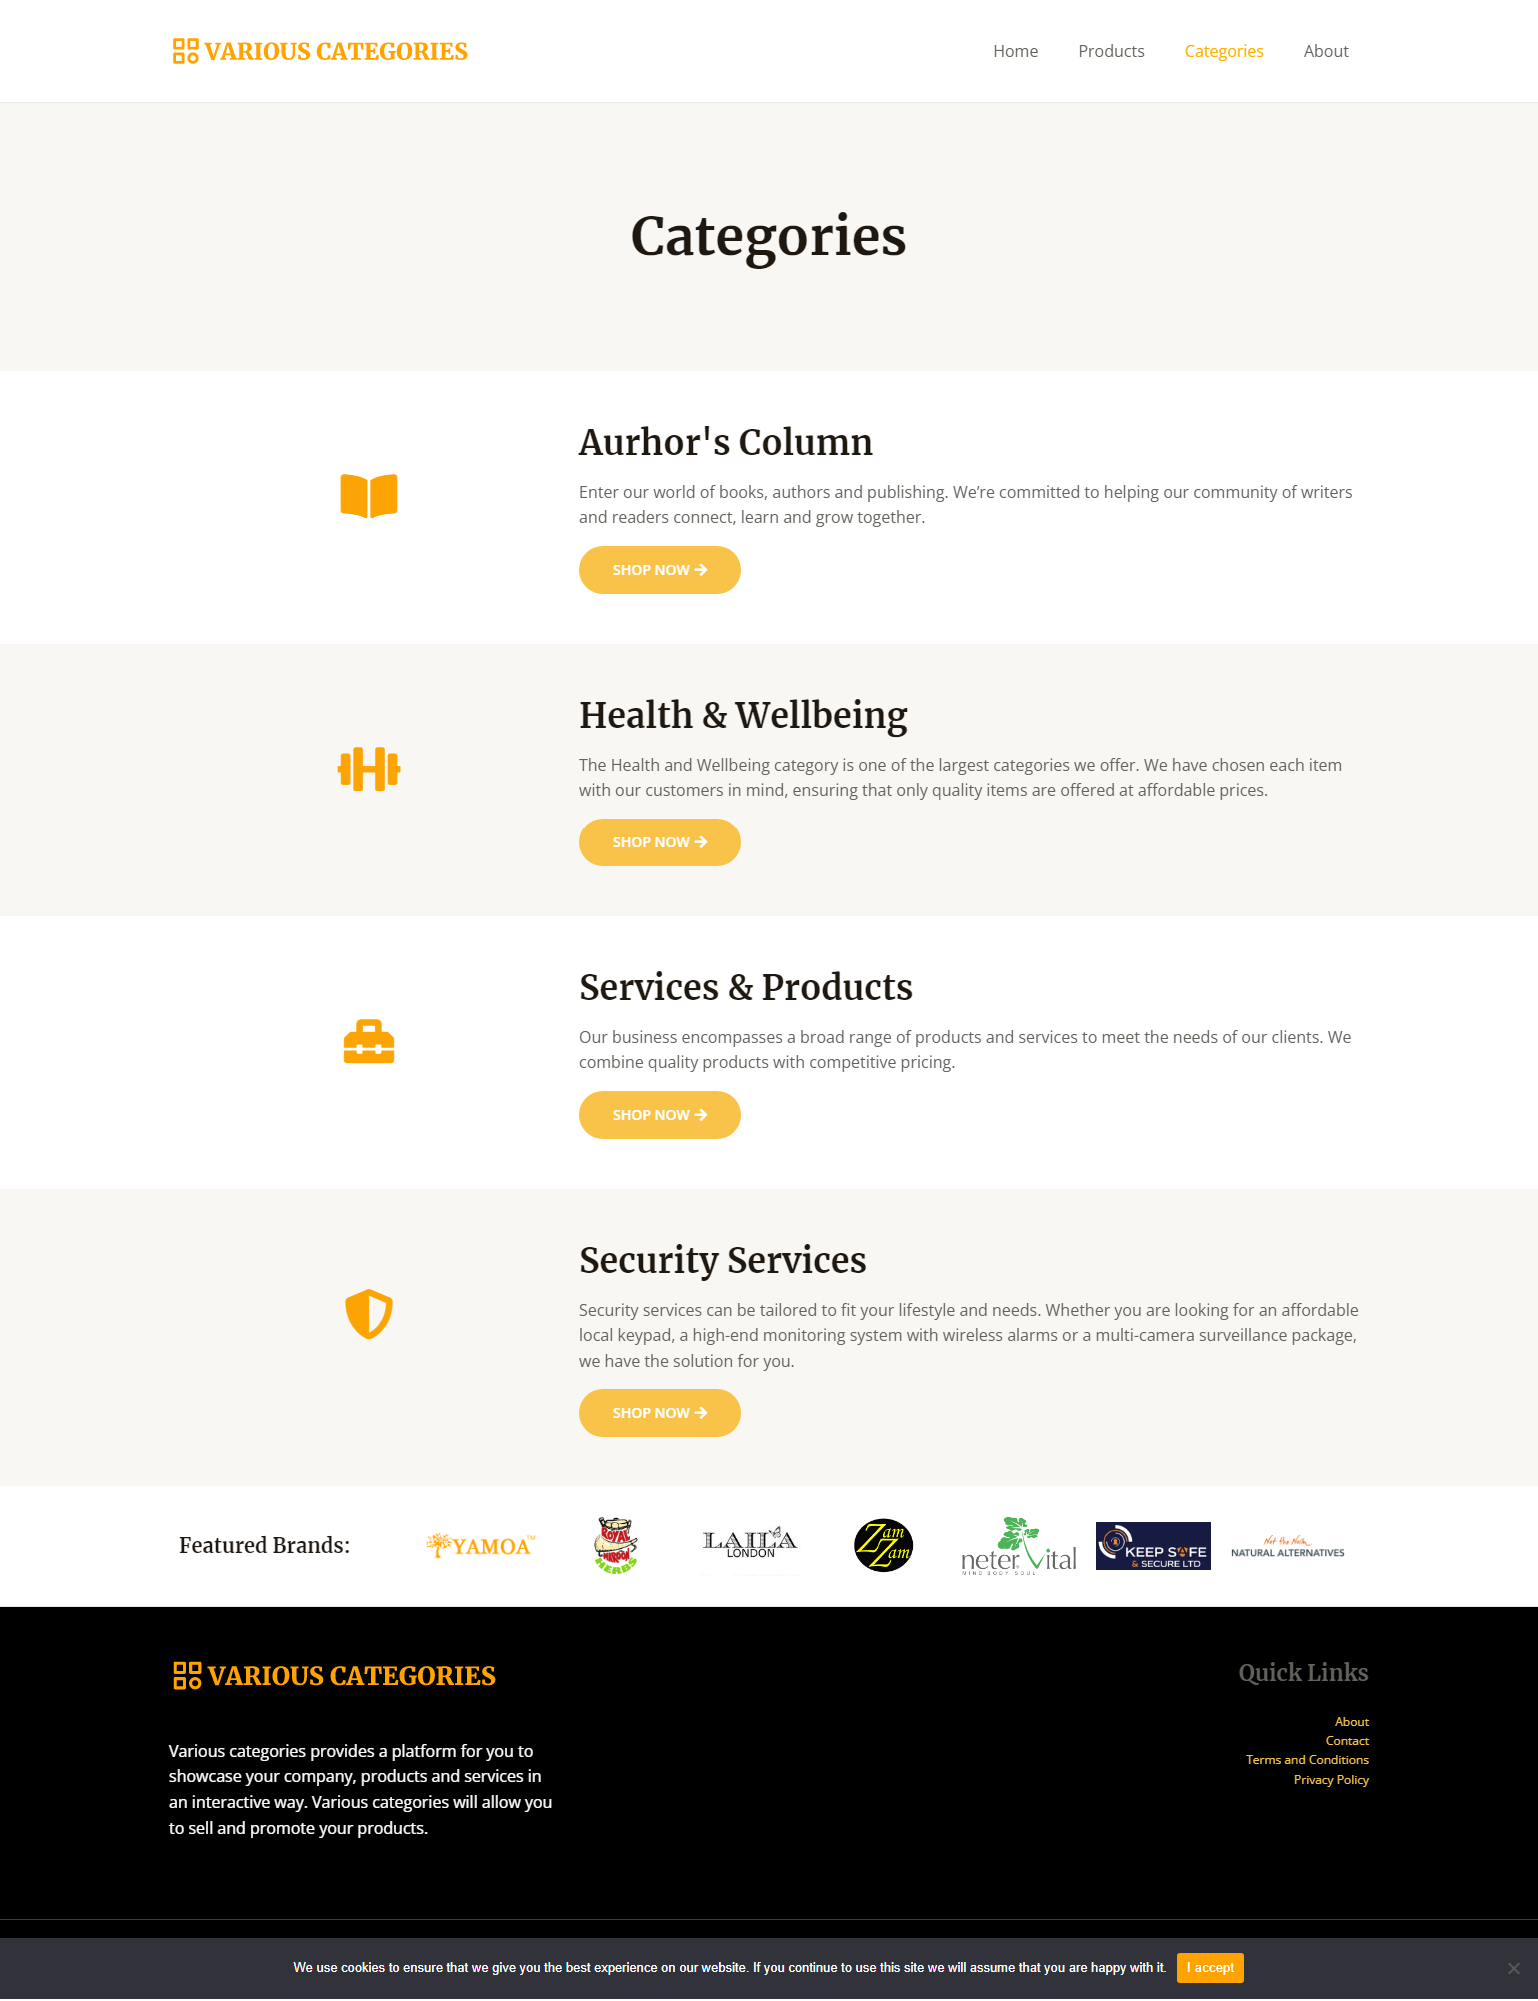 VARIOUS CATEGORIES
Home Products Categories About
Categories
Aurhor's Column
Enter our world of books, authors and publishing. We’re committed to helping our community of writers
and readers connect, learn and grow together.
SHOP NOW
Health & Wellbeing
The Health and Wellbeing category is one of the largest categories we offer. We have chosen each item
with our customers in mind, ensuring that only quality items are offered at affordable prices.
SHOP NOW
Services & Products
Our business encompasses a broad range of products and services to meet the needs of our clients. We
combine quality products with competitive pricing.
SHOP NOW
Security Services
Security services can be tailored to fit your lifestyle and needs. Whether you are looking for an affordable
local keypad, a high-end monitoring system with wireless alarms or a multi-camera surveillance package,
we have the solution for you.
SHOP NOW
Featured Brands:
YAMOA™
ROYAL
HERBS
LAILA
LONDON
Zam
Zam
neter vital
MIND BODY SOUL
KEEP SAFE
& SECURE LTD
Not the Norm
NATURAL ALTERNATIVES
VARIOUS CATEGORIES
Various categories provides a platform for you to
showcase your company, products and services in
an interactive way. Various categories will allow you
to sell and promote your products.
Quick Links
About
Contact
Terms and Conditions
Privacy Policy
We use cookies to ensure that we give you the best experience on our website. If you continue to use this site we will assume that you are happy with it.
I accept